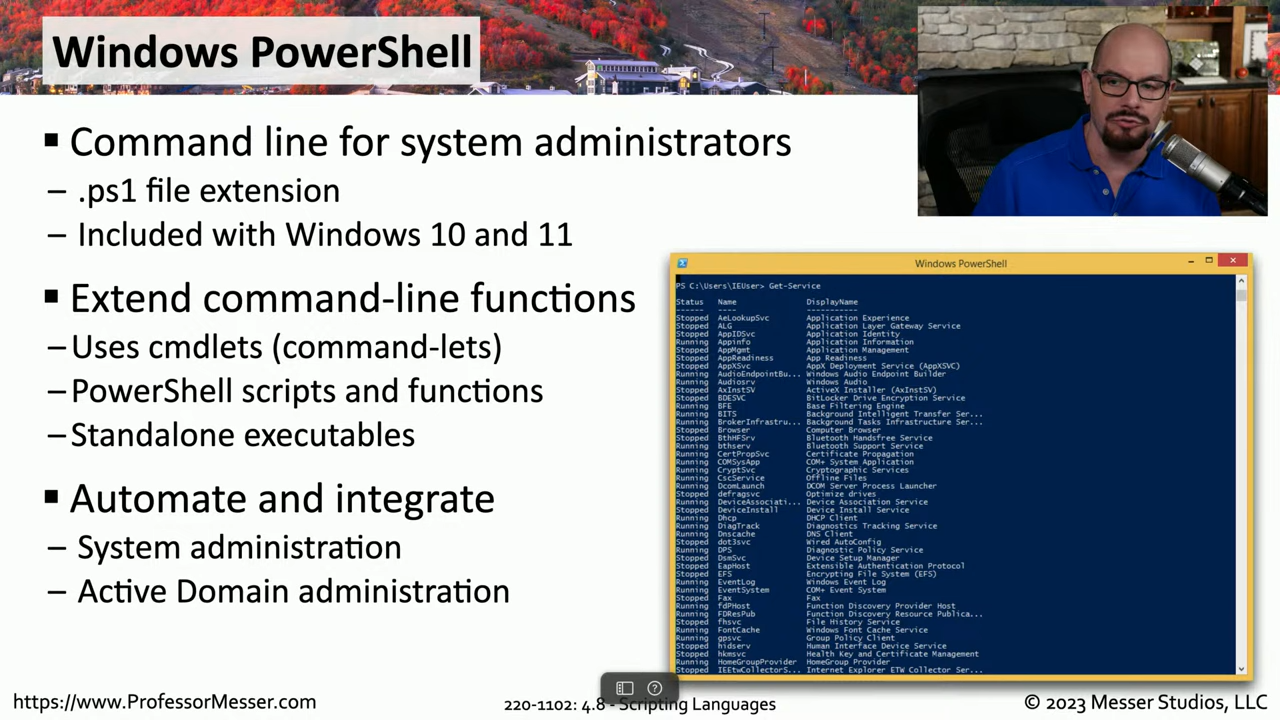 Windows PowerShell
▪ Command line for system administrators
– .ps1 file extension
– Included with Windows 10 and 11
▪ Extend command-line functions
– Uses cmdlets (command-lets)
– PowerShell scripts and functions
– Standalone executables
▪ Automate and integrate
– System administration
– Active Domain administration
Windows PowerShell
PS C:\Users\IEUser> Get-Service
Status Name DisplayName
------ ---- -----------
Stopped AeLookupSvc Application Experience
Stopped ALG Application Layer Gateway Service
Stopped AppIDSvc Application Identity
Running Appinfo Application Information
Stopped AppMgmt Application Management
Stopped AppReadiness App Readiness
Stopped AppXSvc AppX Deployment Service (AppXSVC)
Running AudioEndpointBu... Windows Audio Endpoint Builder
Running Audiosrv Windows Audio
Stopped AxInstSV ActiveX Installer (AxInstSV)
Stopped BDESVC BitLocker Drive Encryption Service
Running BFE Base Filtering Engine
Running BITS Background Intelligent Transfer Ser...
Running BrokerInfrastru... Background Tasks Infrastructure Ser...
Stopped Browser Computer Browser
Stopped BthHFSrv Bluetooth Handsfree Service
Running bthserv Bluetooth Support Service
Running CertPropSvc Certificate Propagation
Running COMSysApp COM+ System Application
Running CryptSvc Cryptographic Services
Running CscService Offline Files
Running DcomLaunch DCOM Server Process Launcher
Stopped defragsvc Optimize drives
Running DeviceAssociati... Device Association Service
Stopped DeviceInstall Device Install Service
Running Dhcp DHCP Client
Running DiagTrack Diagnostics Tracking Service
Running Dnscache DNS Client
Stopped dot3svc Wired AutoConfig
Running DPS Diagnostic Policy Service
Stopped DsmSvc Device Setup Manager
Stopped EapHost Extensible Authentication Protocol
Stopped EFS Encrypting File System (EFS)
Running EventLog Windows Event Log
Running EventSystem COM+ Event System
Stopped Fax Fax
Running fdPHost Function Discovery Provider Host
Running FDResPub Function Discovery Resource Publica...
Stopped fhsvc File History Service
Running FontCache Windows Font Cache Service
Running gpsvc Group Policy Client
Stopped hidserv Human Interface Device Service
Stopped hkmsvc Health Key and Certificate Management
Running HomeGroupProvider HomeGroup Provider
Stopped IEEtwCollectorS... Internet Explorer ETW Collector Ser...
https://www.ProfessorMesser.com
220-1102: 4.8 - Scripting Languages
© 2023 Messer Studios, LLC